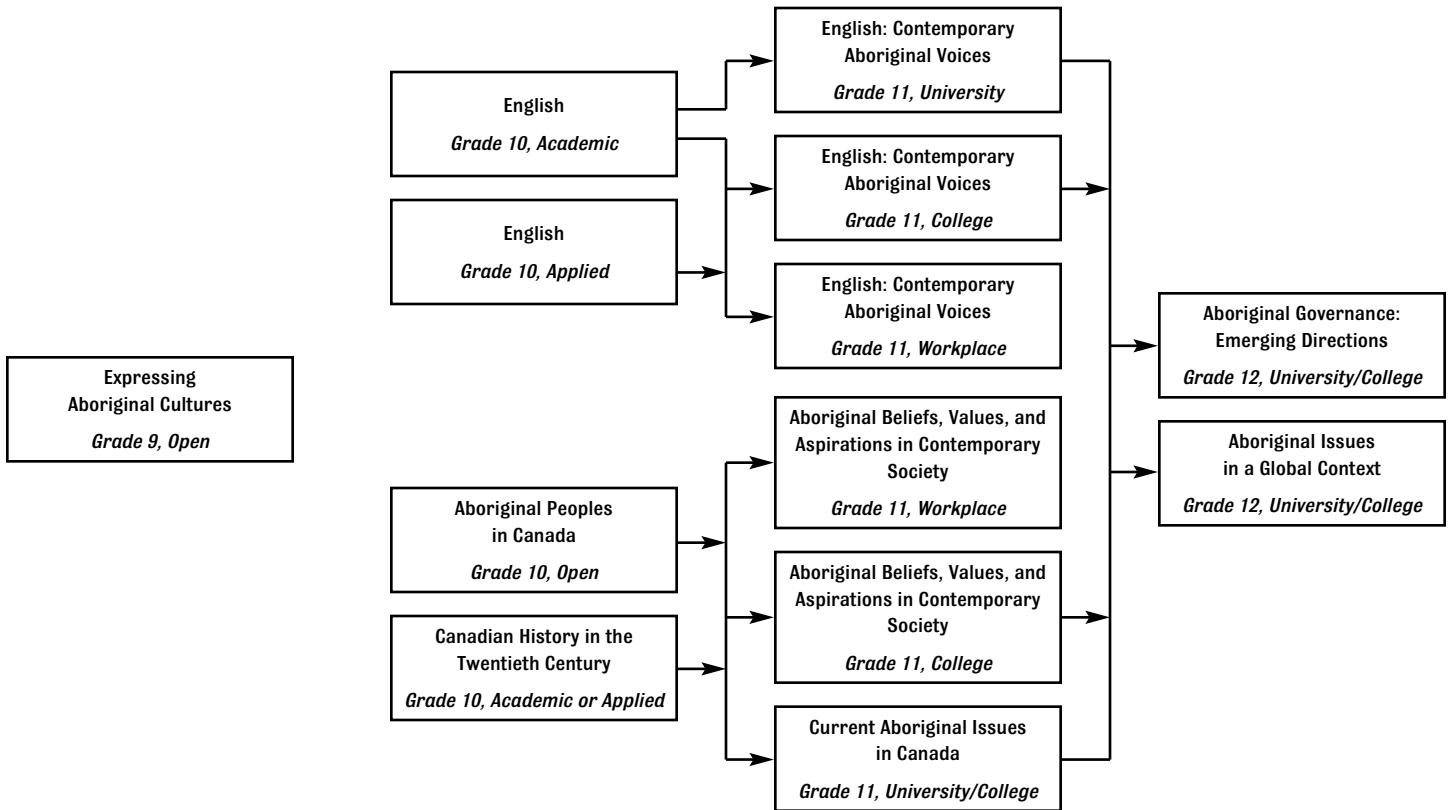 Expressing
Aboriginal Cultures
Grade 9, Open
English
Grade 10, Academic
English
Grade 10, Applied
Aboriginal Peoples
in Canada
Grade 10, Open
Canadian History in the
Twentieth Century
Grade 10, Academic or Applied
English: Contemporary
Aboriginal Voices
Grade 11, University
English: Contemporary
Aboriginal Voices
Grade 11, College
English: Contemporary
Aboriginal Voices
Grade 11, Workplace
Aboriginal Beliefs, Values, and
Aspirations in Contemporary
Society
Grade 11, Workplace
Aboriginal Beliefs, Values, and
Aspirations in Contemporary
Society
Grade 11, College
Current Aboriginal Issues
in Canada
Grade 11, University/College
Aboriginal Governance:
Emerging Directions
Grade 12, University/College
Aboriginal Issues
in a Global Context
Grade 12, University/College